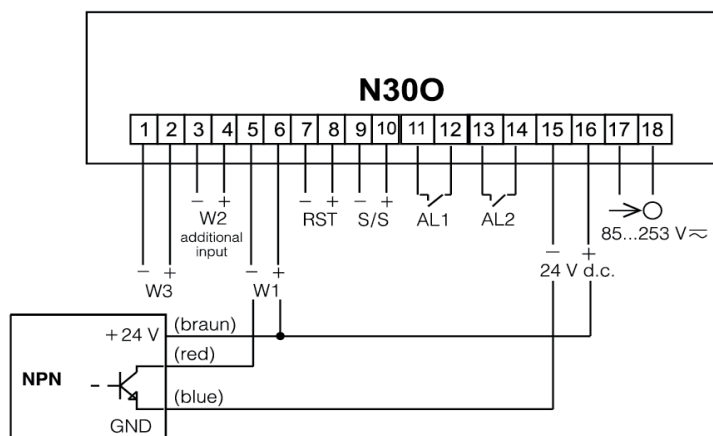 N30O
1 2 3 4 5 6 7 8 9 10 11 12 13 14 15 16 17 18
− + − + − + AL1 AL2
W2 RST S/S
additional
input
85...253 V≂
− + − + − +
W3 W1 24 V d.c.
+24 V (braun)
(red)
NPN
(blue)
GND